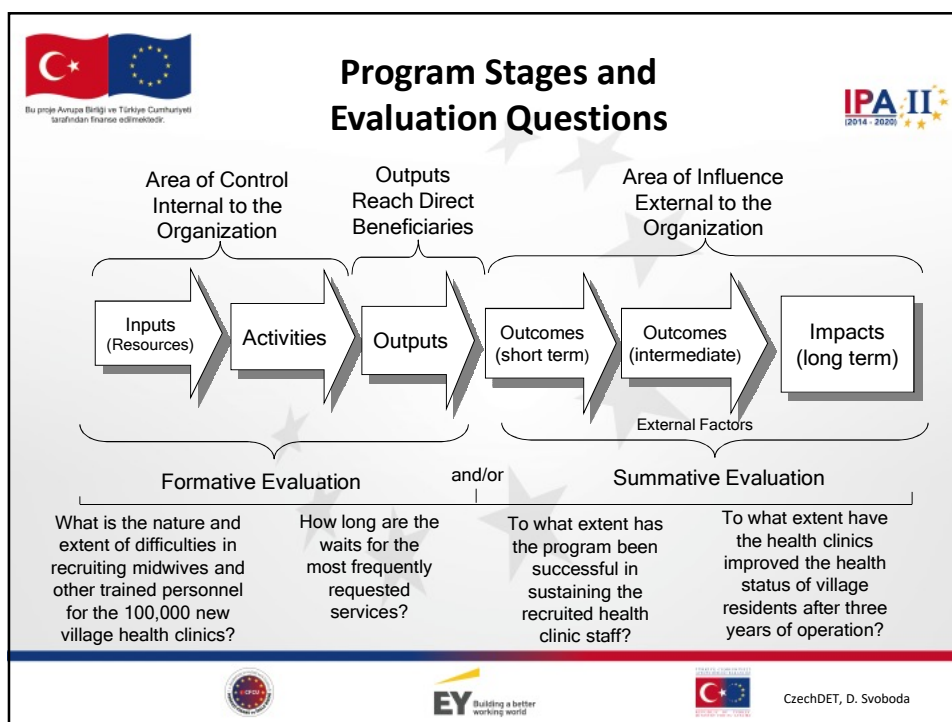 Bu proje Avrupa Birliği ve Türkiye Cumhuriyeti
tarafından finanse edilmektedir.
Program Stages and
Evaluation Questions
IPA II
(2014 - 2020)
Area of Control
Internal to the
Organization
Outputs
Reach Direct
Beneficiaries
Area of Influence
External to the
Organization
Inputs
(Resources)
Activities
Outputs
Outcomes
(short term)
Outcomes
(intermediate)
Impacts
(long term)
External Factors
Formative Evaluation
and/or
Summative Evaluation
What is the nature and
extent of difficulties in
recruiting midwives and
other trained personnel
for the 100,000 new
village health clinics?
How long are the
waits for the
most frequently
requested
services?
To what extent has
the program been
successful in
sustaining the
recruited health
clinic staff?
To what extent have
the health clinics
improved the health
status of village
residents after three
years of operation?
CFCU
EY
Building a better
working world
CzechDET, D. Svoboda